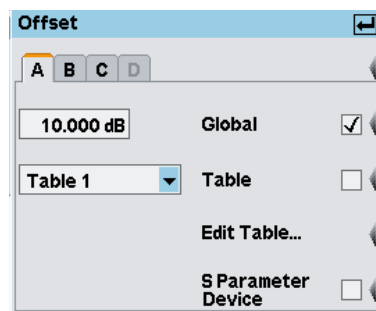 Offset
A B C D
10.000 dB Global
Table 1 Table
Edit Table...
S Parameter
Device